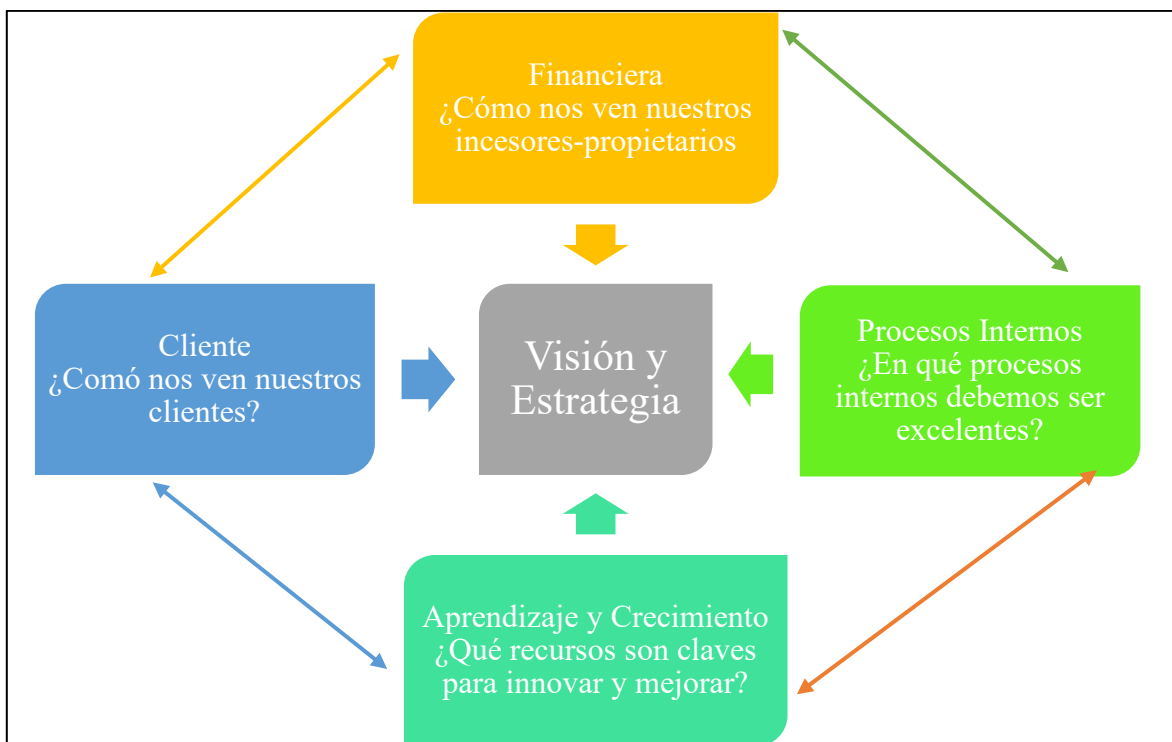 Financiera
¿Cómo nos ven nuestros
incesores-propietarios
Cliente
¿Comó nos ven nuestros
clientes?
Visión y
Estrategia
Procesos Internos
¿En qué procesos
internos debemos ser
excelentes?
Aprendizaje y Crecimiento
¿Qué recursos son claves
para innovar y mejorar?